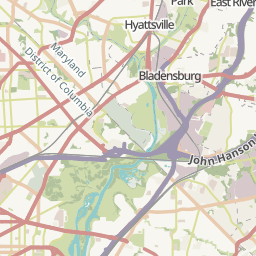 Park
East River
Hyattsville
Maryland
District of Columbia
Bladensburg
John Hanson